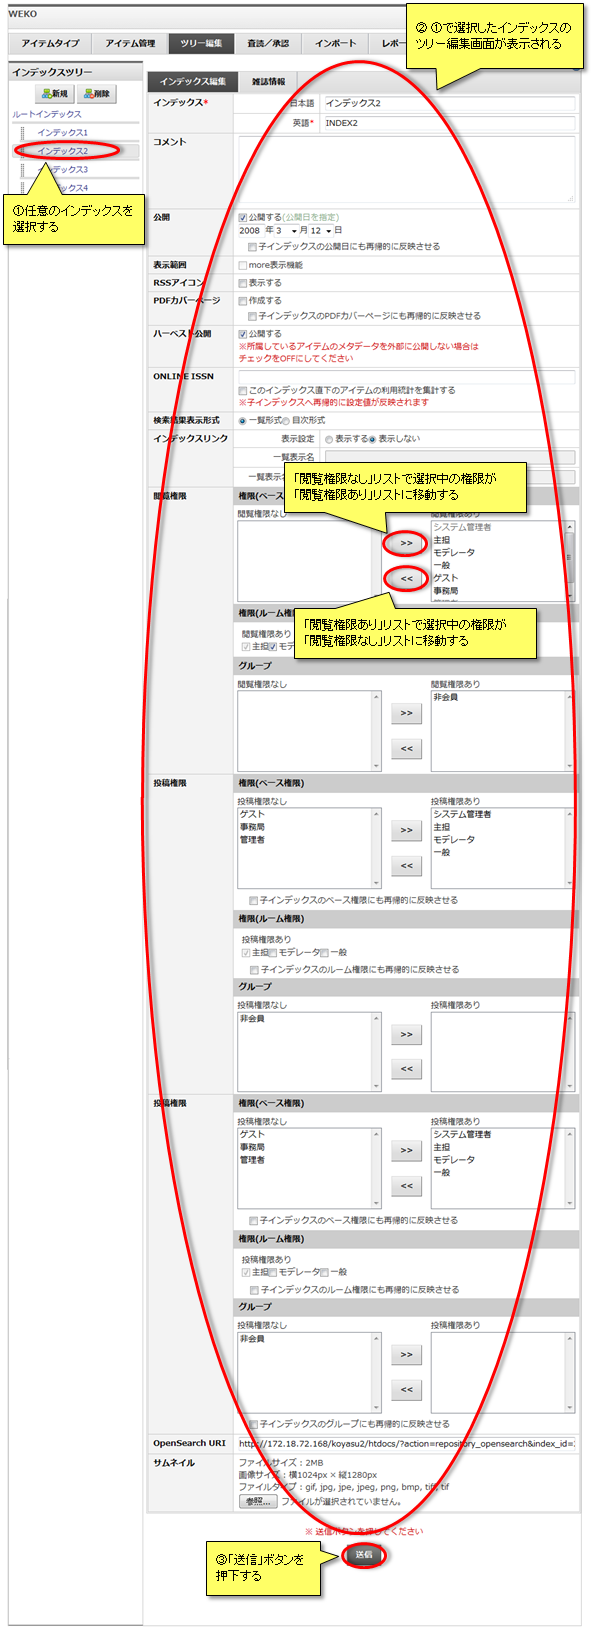 WEKO
② ①で選択したインデックスの
ツリー編集画面が表示される
アイテムタイプ アイテム管理 ツリー編集 査読／承認 インポート レポー
インデックスツリー
新規 削除
ルートインデックス
インデックス1
インデックス2
インデックス3
デックス4
①任意のインデックスを
選択する
インデックス編集 雑誌情報
インデックス* 日本語 インデックス2
英語* INDEX2
コメント
公開 公開する(公開日を指定)
2008 年 3 月 12 日
子インデックスの公開日にも再帰的に反映させる
表示範囲 more表示機能
RSSアイコン 表示する
PDFカバーページ 作成する
子インデックスのPDFカバーページにも再帰的に反映させる
ハーベスト公開 公開する
※所属しているアイテムのメタデータを外部に公開しない場合は
チェックをOFFにしてください
ONLINE ISSN
このインデックス直下のアイテムの利用統計を集計する
※子インデックスへ再帰的に設定値が反映されます
検索結果表示形式 一覧形式 目次形式
インデックスリンク 表示設定 表示する 表示しない
一覧表示名
一覧表示
「閲覧権限なし」リストで選択中の権限が
「閲覧権限あり」リストに移動する
閲覧権限 権限(ベース
閲覧権限なし 閲覧権限あり
システム管理者
>> 主担
モデレータ
一般
<< ゲスト
事務局
管理者
「閲覧権限あり」リストで選択中の権限が
「閲覧権限なし」リストに移動する
権限(ルーム権
閲覧権限あり
主担 モデ
グループ
閲覧権限なし 閲覧権限あり
非会員
>>
<<
投稿権限 権限(ベース権限)
投稿権限なし 投稿権限あり
ゲスト システム管理者
事務局 >> 主担
管理者 モデレータ
<< 一般
子インデックスのベース権限にも再帰的に反映させる
権限(ルーム権限)
投稿権限あり
主担 モデレータ 一般
子インデックスのルーム権限にも再帰的に反映させる
グループ
投稿権限なし 投稿権限あり
非会員
>>
<<
投稿権限 権限(ベース権限)
投稿権限なし 投稿権限あり
ゲスト システム管理者
事務局 >> 主担
管理者 モデレータ
<< 一般
子インデックスのベース権限にも再帰的に反映させる
権限(ルーム権限)
投稿権限あり
主担 モデレータ 一般
子インデックスのルーム権限にも再帰的に反映させる
グループ
投稿権限なし 投稿権限あり
非会員
>>
<<
子インデックスのグループにも再帰的に反映させる
OpenSearch URI http://172.18.72.168/koyasu2/htdocs/?action=repository_opensearch&index_id=
サムネイル ファイルサイズ：2MB
画像サイズ：横1024px × 縦1280px
ファイルタイプ：gif, jpg, jpe, jpeg, png, bmp, tiff, tif
参照... ファイルが選択されていません。
※ 送信ボタンを押してください
送信
③「送信」ボタンを
押下する